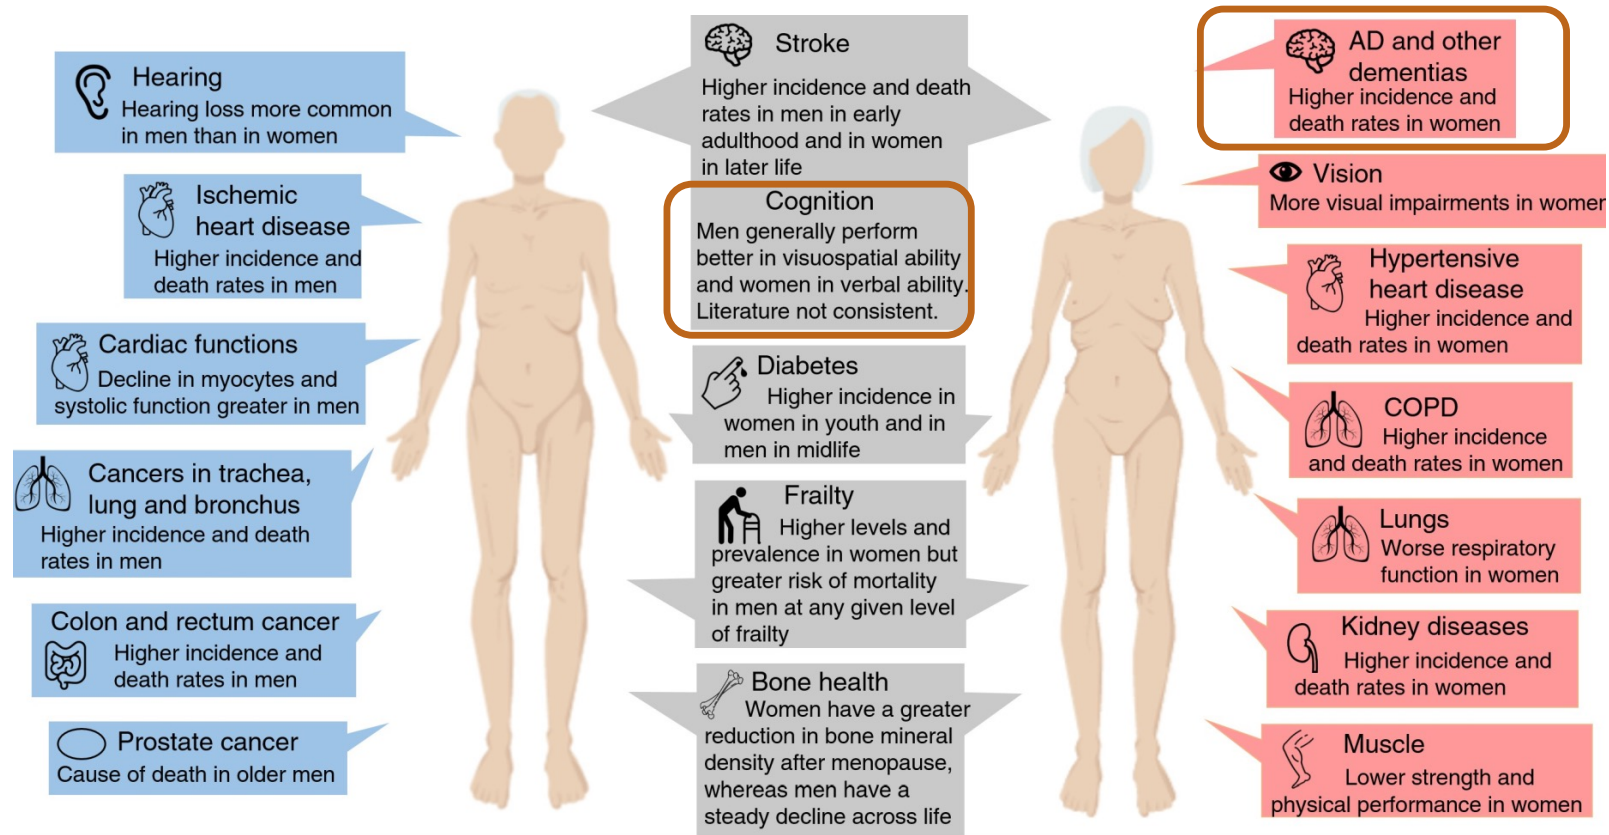 Hearing
Hearing loss more common
in men than in women
Ischemic
heart disease
Higher incidence and
death rates in men
Cardiac functions
Decline in myocytes and
systolic function greater in men
Cancers in trachea,
lung and bronchus
Higher incidence and death
rates in men
Colon and rectum cancer
Higher incidence and
death rates in men
Prostate cancer
Cause of death in older men
Stroke
Higher incidence and death
rates in men in early
adulthood and in women
in later life
Cognition
Men generally perform
better in visuospatial ability
and women in verbal ability.
Literature not consistent.
Diabetes
Higher incidence in
women in youth and in
men in midlife
Frailty
Higher levels and
prevalence in women but
greater risk of mortality
in men at any given level
of frailty
Bone health
Women have a greater
reduction in bone mineral
density after menopause,
whereas men have a
steady decline across life
AD and other
dementias
Higher incidence and
death rates in women
Vision
More visual impairments in women
Hypertensive
heart disease
Higher incidence and
death rates in women
COPD
Higher incidence
and death rates in women
Lungs
Worse respiratory
function in women
Kidney diseases
Higher incidence and
death rates in women
Muscle
Lower strength and
physical performance in women